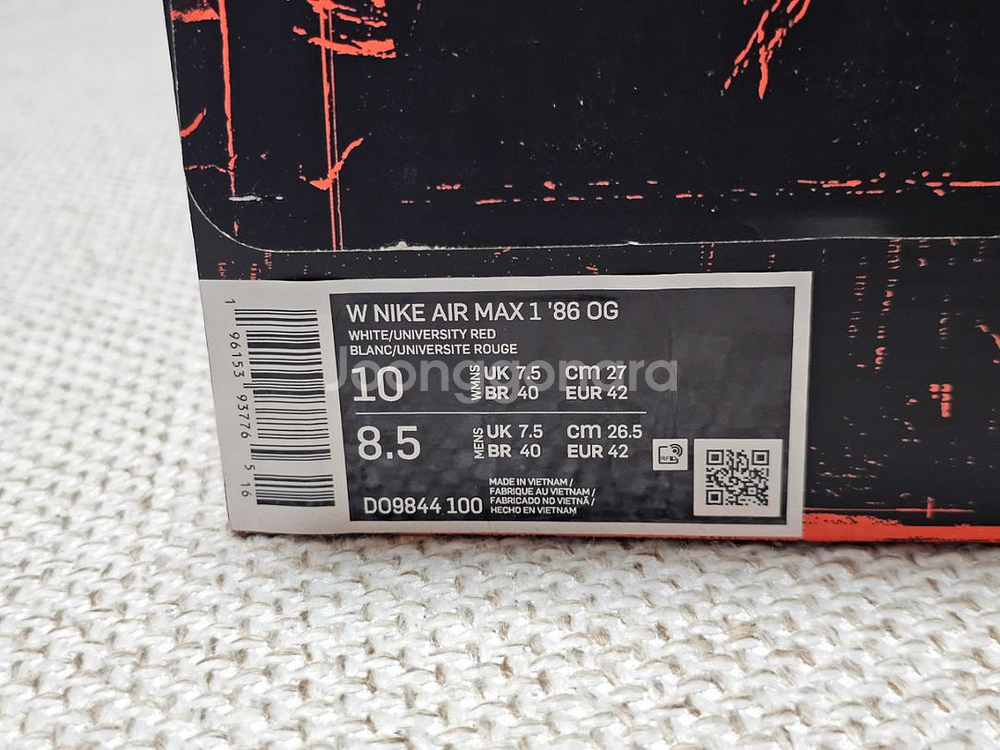 W NIKE AIR MAX 1 '86 OG
WHITE/UNIVERSITY RED
BLANC/UNIVERSITE ROUGE
10 WMNS UK 7.5 Cm 27
BR 40 EUR 42
8.5 MENS UK 7.5 Cm 26.5
BR 40 EUR 42
DO9844 100
MADE IN VIETNAM /
FABRIQUE AU VIETNAM /
FABRICADO NO VIETNÃ /
HECHO EN VIETNAM
RFID
1 96153 93776 5 16
Joonggonara